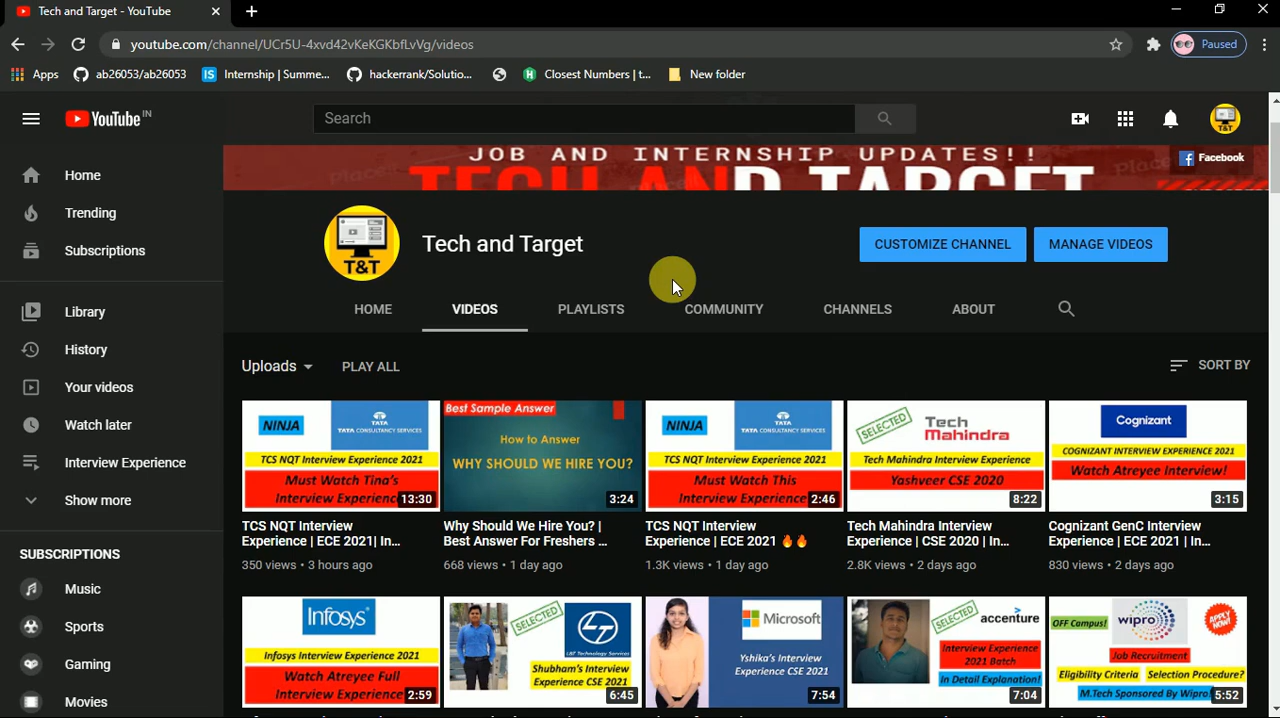 Tech and Target - YouTube
youtube.com/channel/UCr5U-4xvd42vKeKGKbfLvVg/videos
Paused
Apps ab26053/ab26053 IS Internship | Summe... hackerrank/Solutio... Closest Numbers | t... New folder
YouTube IN
Search
T&T
JOB AND INTERNSHIP UPDATES!!
TECH AND TARGET
Facebook
Home
Trending
Subscriptions
Library
History
Your videos
Watch later
Interview Experience
Show more
SUBSCRIPTIONS
Music
Sports
Gaming
Movies
T&T
Tech and Target
CUSTOMIZE CHANNEL MANAGE VIDEOS
HOME VIDEOS PLAYLISTS COMMUNITY CHANNELS ABOUT
Uploads PLAY ALL SORT BY
NINJA
TATA
TATA CONSULTANCY SERVICES
TCS NQT Interview Experience 2021
Must Watch Tina's
Interview Experience
13:30
TCS NQT Interview
Experience | ECE 2021| In...
350 views • 3 hours ago
Best Sample Answer
How to Answer
WHY SHOULD WE HIRE YOU?
3:24
Why Should We Hire You? |
Best Answer For Freshers ...
668 views • 1 day ago
NINJA
TATA
TATA CONSULTANCY SERVICES
TCS NQT Interview Experience 2021
Must Watch This
Interview Experience
2:46
TCS NQT Interview
Experience | ECE 2021 🔥🔥
1.3K views • 1 day ago
SELECTED
Tech
Mahindra
Tech Mahindra Interview Experience
Yashveer CSE 2020
8:22
Tech Mahindra Interview
Experience | CSE 2020 | In...
2.8K views • 2 days ago
Cognizant
COGNIZANT INTERVIEW EXPERIENCE 2021
Watch Atreyee Interview!
3:15
Cognizant GenC Interview
Experience | ECE 2021 | In...
830 views • 2 days ago
Infosys
Infosys Interview Experience 2021
Watch Atreyee Full
Interview Experience
2:59
SELECTED
L&T Technology Services
Shubham's Interview
Experience CSE 2021
6:45
Microsoft
Yshika's Interview
Experience CSE 2021
7:54
SELECTED
accenture
Interview Experience
2021 Batch
In Detail Explanation!
7:04
OFF Campus!
wipro
APPLY NOW!
Job Recruitment
Eligibility Criteria Selection Procedure?
M.Tech Sponsored By Wipro!
5:52